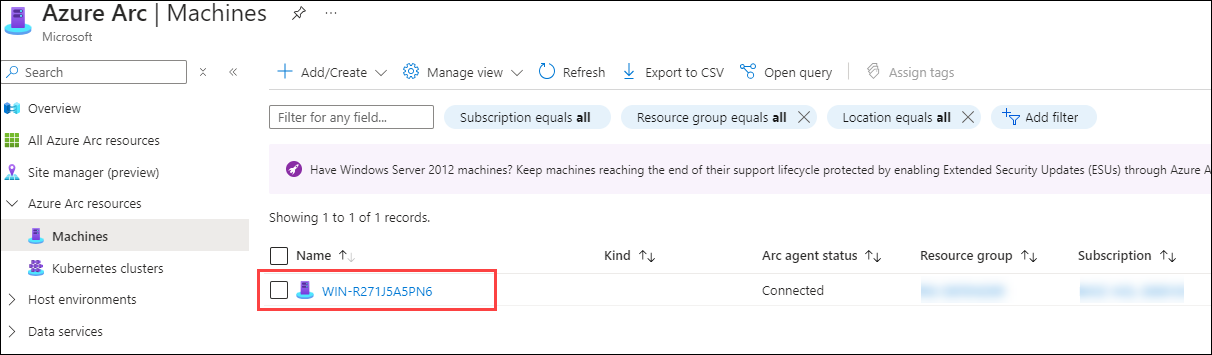 Azure Arc | Machines
Microsoft
Search
Add/Create
Manage view
Refresh
Export to CSV
Open query
Assign tags
Overview
All Azure Arc resources
Site manager (preview)
Azure Arc resources
Machines
Kubernetes clusters
Host environments
Data services
Filter for any field...
Subscription equals all
Resource group equals all
Location equals all
Add filter
Have Windows Server 2012 machines? Keep machines reaching the end of their support lifecycle protected by enabling Extended Security Updates (ESUs) through Azure A
Showing 1 to 1 of 1 records.
Name
Kind
Arc agent status
Resource group
Subscription
WIN-R271J5A5PN6
Connected